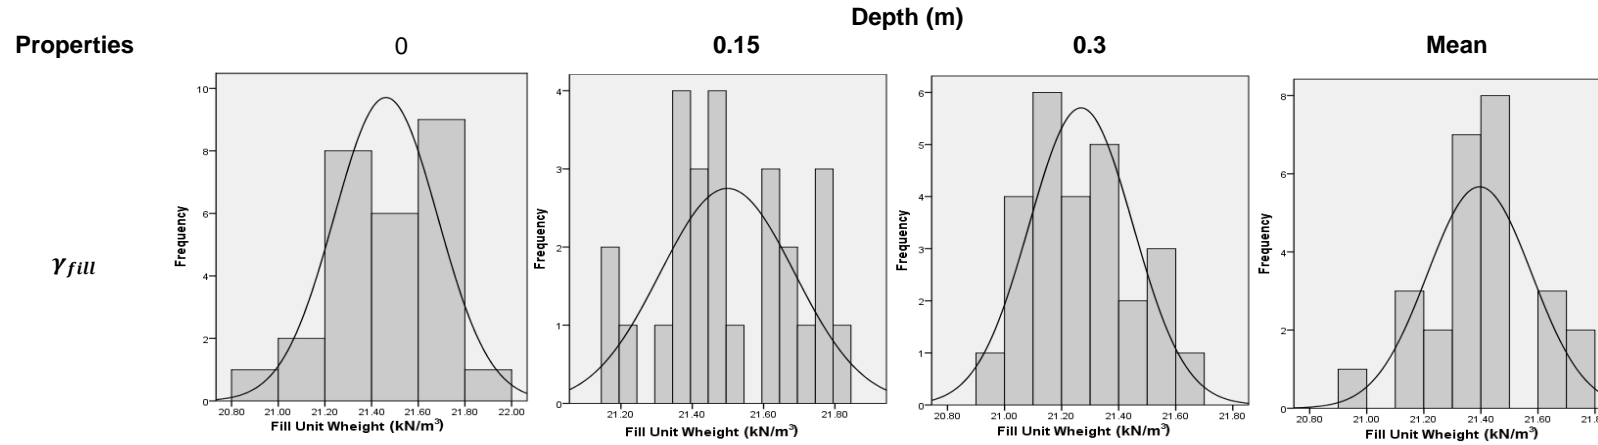 Depth (m)
Properties 0 0.15 0.3 Mean
γfill
Frequency
10
8
6
4
2
0
20.80 21.00 21.20 21.40 21.60 21.80 22.00
Fill Unit Wheight (kN/m³)
Frequency
4
3
2
1
0
21.20 21.40 21.60 21.80
Fill Unit Wheight (kN/m³)
Frequency
6
5
4
3
2
1
0
20.80 21.00 21.20 21.40 21.60 21.80
Fill Unit Wheight (kN/m³)
Frequency
8
6
4
2
0
20.80 21.00 21.20 21.40 21.60 21.8
Fill Unit Wheight (kN/m³)